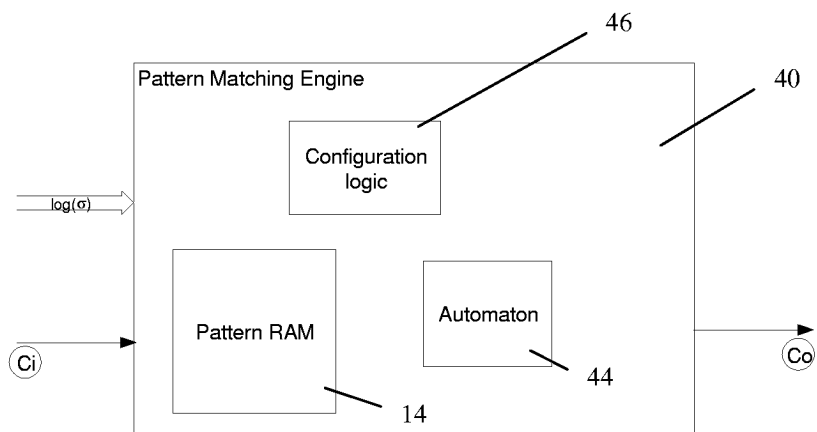 46
Pattern Matching Engine
40
Configuration
logic
log(σ)
Pattern RAM
Automaton
Ci
Co
44
14